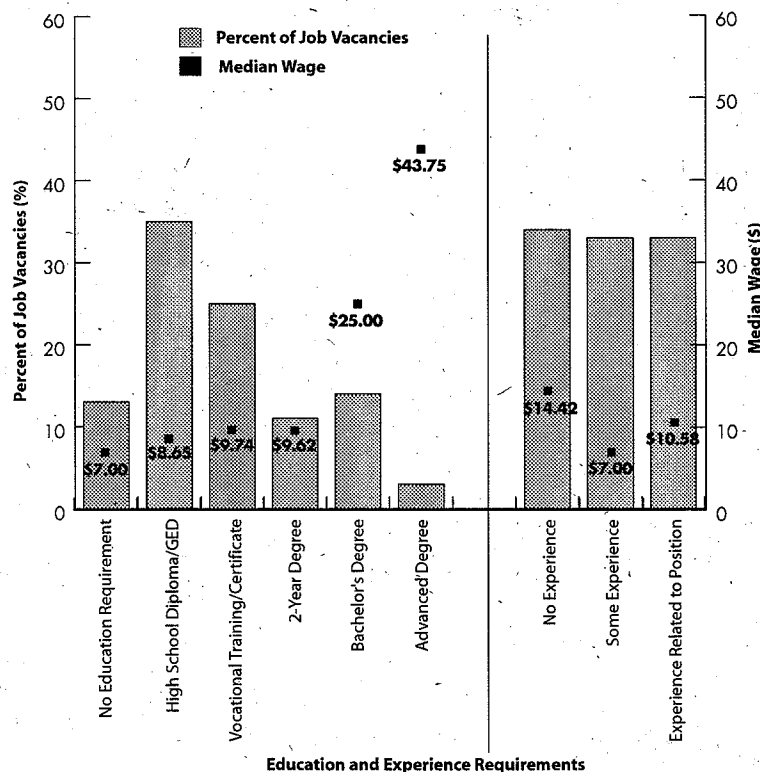 60
50
40
30
20
10
0
Percent of Job Vacancies (%)
Percent of Job Vacancies
Median Wage
$7.00
$8.65
$9.74
$9.62
$25.00
$43.75
$14.42
$7.00
$10.58
60
50
40
30
20
10
0
Median Wage ($)
No Education Requirement
High School Diploma/GED
Vocational Training/Certificate
2-Year Degree
Bachelor's Degree
Advanced Degree
No Experience
Some Experience
Experience Related to Position
Education and Experience Requirements